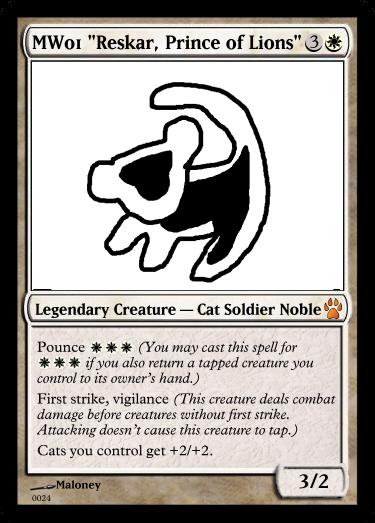 MW01 "Reskar, Prince of Lions" 3
Legendary Creature — Cat Soldier Noble
Pounce (You may cast this spell for
if you also return a tapped creature you
control to its owner's hand.)
First strike, vigilance (This creature deals combat
damage before creatures without first strike.
Attacking doesn't cause this creature to tap.)
Cats you control get +2/+2.
3/2
Maloney
0024